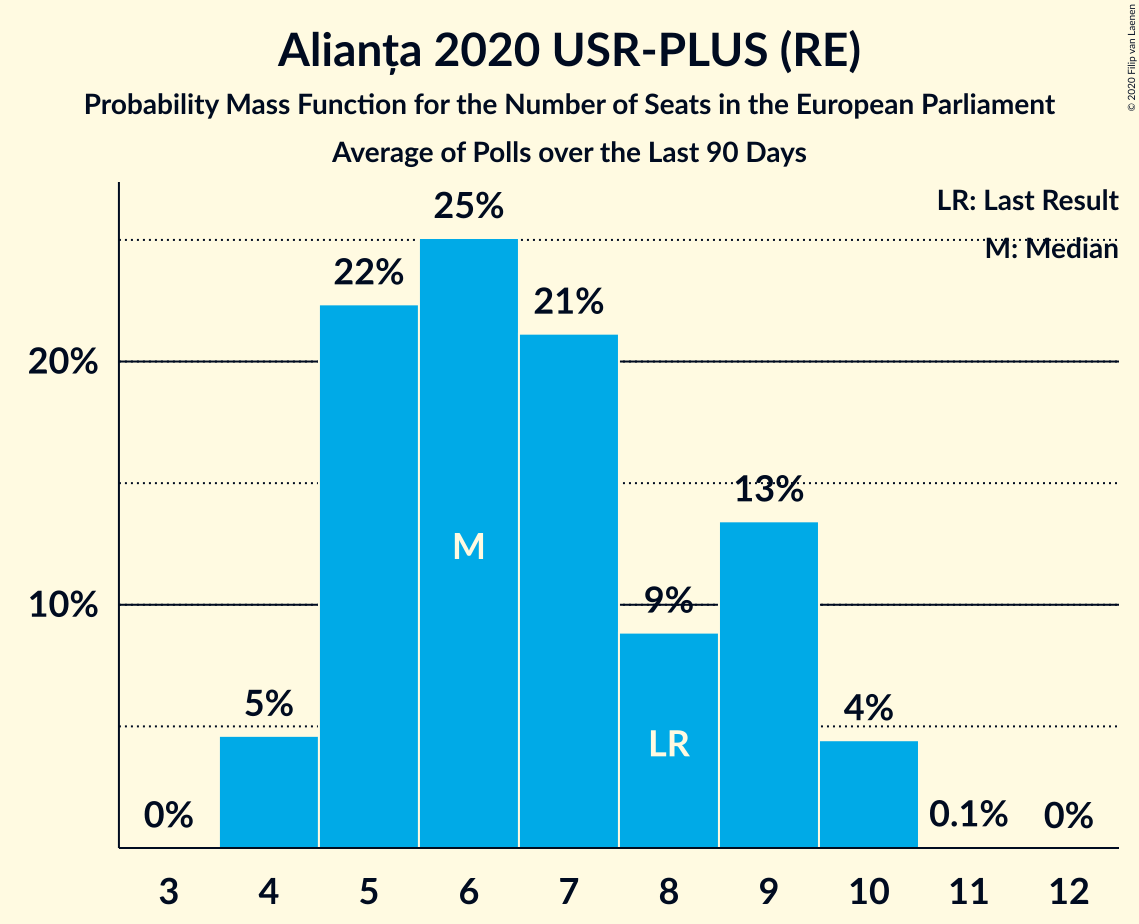 Alianța 2020 USR-PLUS (RE)
Probability Mass Function for the Number of Seats in the European Parliament
Average of Polls over the Last 90 Days
© 2020 Filip van Laenen
LR: Last Result
M: Median
25%
22%
21%
20%
13%
M
10%
9%
5%
4%
LR
0%
0.1%
0%
3 4 5 6 7 8 9 10 11 12